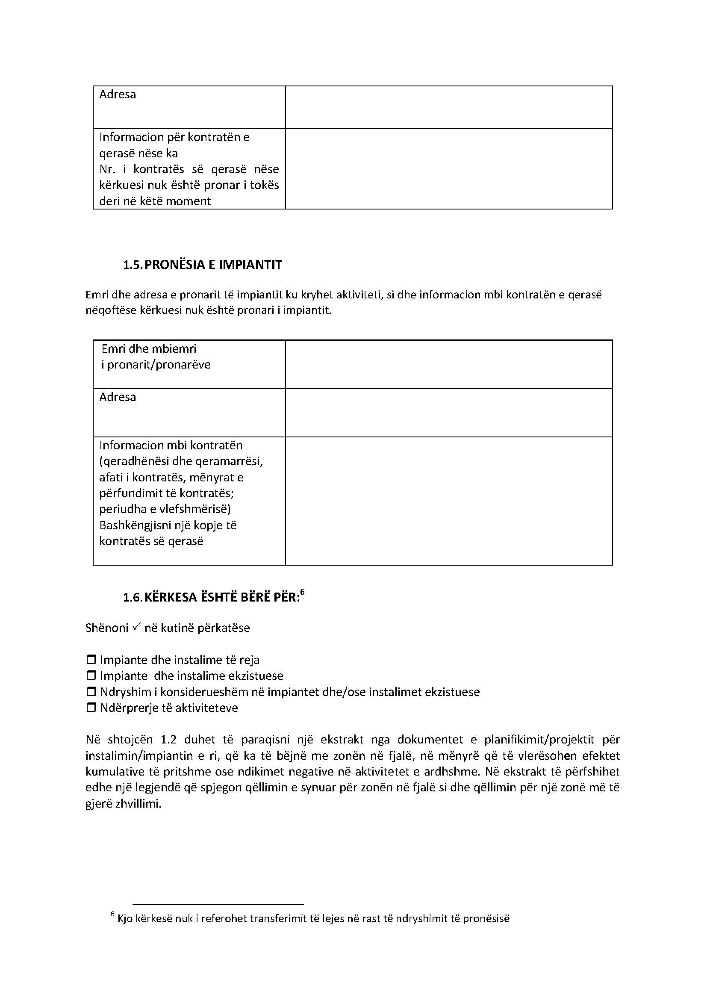 Adresa
Informacion për kontratën e
qerasë nëse ka
Nr. i kontratës së qerasë nëse
kërkuesi nuk është pronar i tokës
deri në këtë moment
1.5. PRONËSIA E IMPIANTIT
Emri dhe adresa e pronarit të impiantit ku kryhet aktiviteti, si dhe informacion mbi kontratën e qerasë
nëqoftëse kërkuesi nuk është pronari i impiantit.
Emri dhe mbiemri
i pronarit/pronarëve
Adresa
Informacion mbi kontratën
(qeradhënësi dhe qeramarrësi,
afati i kontratës, mënyrat e
përfundimit të kontratës;
periudha e vlefshmërisë)
Bashkëngjisni një kopje të
kontratës së qerasë
1.6. KËRKESA ËSHTË BËRË PËR:6
Shënoni ✓ në kutinë përkatëse
❒ Impiante dhe instalime të reja
❒ Impiante dhe instalime ekzistuese
❒ Ndryshim i konsiderueshëm në impiantet dhe/ose instalimet ekzistuese
❒ Ndërprerje të aktiviteteve
Në shtojcën 1.2 duhet të paraqisni një ekstrakt nga dokumentet e planifikimit/projektit për
instalimin/impiantin e ri, që ka të bëjnë me zonën në fjalë, në mënyrë që të vlerësohen efektet
kumulative të pritshme ose ndikimet negative në aktivitetet e ardhshme. Në ekstrakt të përfshihet
edhe një legjendë që spjegon qëllimin e synuar për zonën në fjalë si dhe qëllimin për një zonë më të
gjerë zhvillimi.
6 Kjo kërkesë nuk i referohet transferimit të lejes në rast të ndryshimit të pronësisë